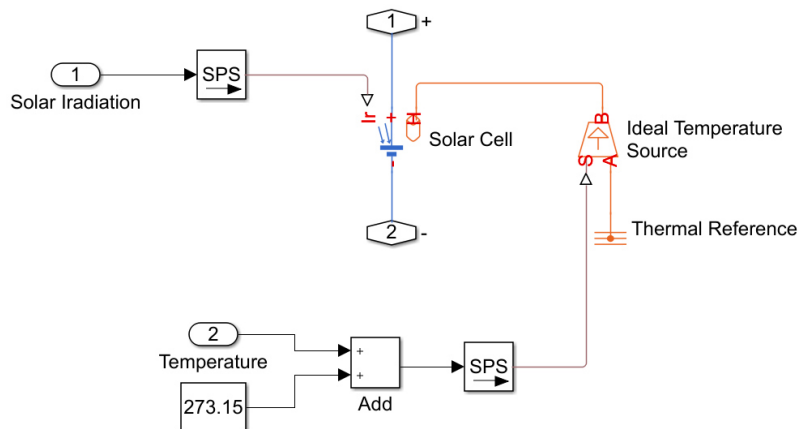 1
+
SPS
1
Solar Iradiation
Ir
+
H
B
Solar Cell
Ideal Temperature
Source
S
A
-
2
-
Thermal Reference
2
Temperature
+
+
SPS
Add
273.15